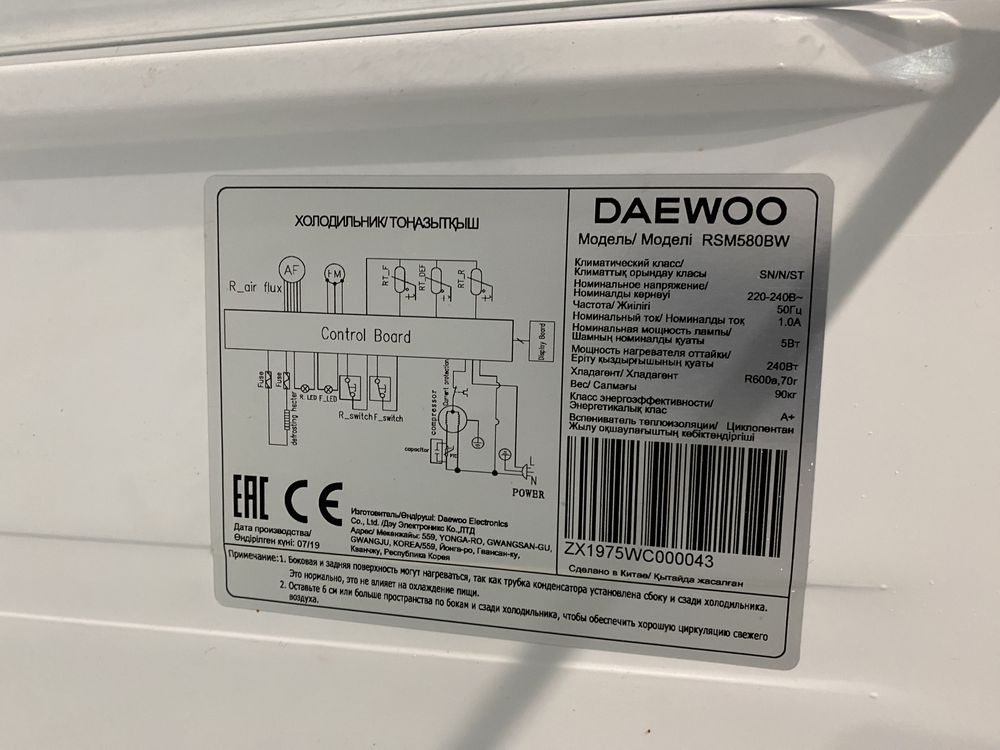 ХОЛОДИЛЬНИК/ТОҢАЗЫТҚЫШ
AF
FM
R_air flux
RT_F
RT_DEF
RT_R
Control Board
Display Board
Fuse
Fuse
R_LED F_LED
defrosting heater
R_switch F_switch
compressor
Current protection
capacitor
PTC
L
N
POWER
EAC CE
Дата производства/
Өндірілген күні: 07/19
Изготовитель/Өндіруші: Daewoo Electronics
Co., Ltd. /Дэу Электроникс Ко.,ЛТД
Адрес/ Мекенжайы: 559, YONGA-RO, GWANGSAN-GU,
GWANGJU, KOREA/559, Йонга-ро, Гвансан-ку,
Кванчжу, Республика Корея
DAEWOO
Модель/ Моделі RSM580BW
Климатический класс/
Климаттық орындау класы SN/N/ST
Номинальное напряжение/
Номиналды кернеуі 220-240В~
Частота/ Жиілігі 50Гц
Номинальный ток/ Номиналды ток 1.0А
Номинальная мощность лампы/
Шамның номиналды қуаты 5Вт
Мощность нагревателя оттайки/
Еріту қыздырғышының қуаты 240Вт
Хладагент/ Хладагент R600a,70г
Вес/ Салмағы 90кг
Класс энергоэффективности/
Энергетикалық клас A+
Вспениватель теплоизоляции/ Циклопентан
Жылу оқшаулағыштың көбіктендіргіші
ZX1975WC000043
Сделано в Китае/ Қытайда жасалған
Примечание:1. Боковая и задняя поверхность могут нагреваться, так как трубка конденсатора установлена сбоку и сзади холодильника.
Это нормально, это не влияет на охлаждение пищи.
2. Оставьте 6 см или больше пространства по бокам и сзади холодильника, чтобы обеспечить хорошую циркуляцию свежего
воздуха.